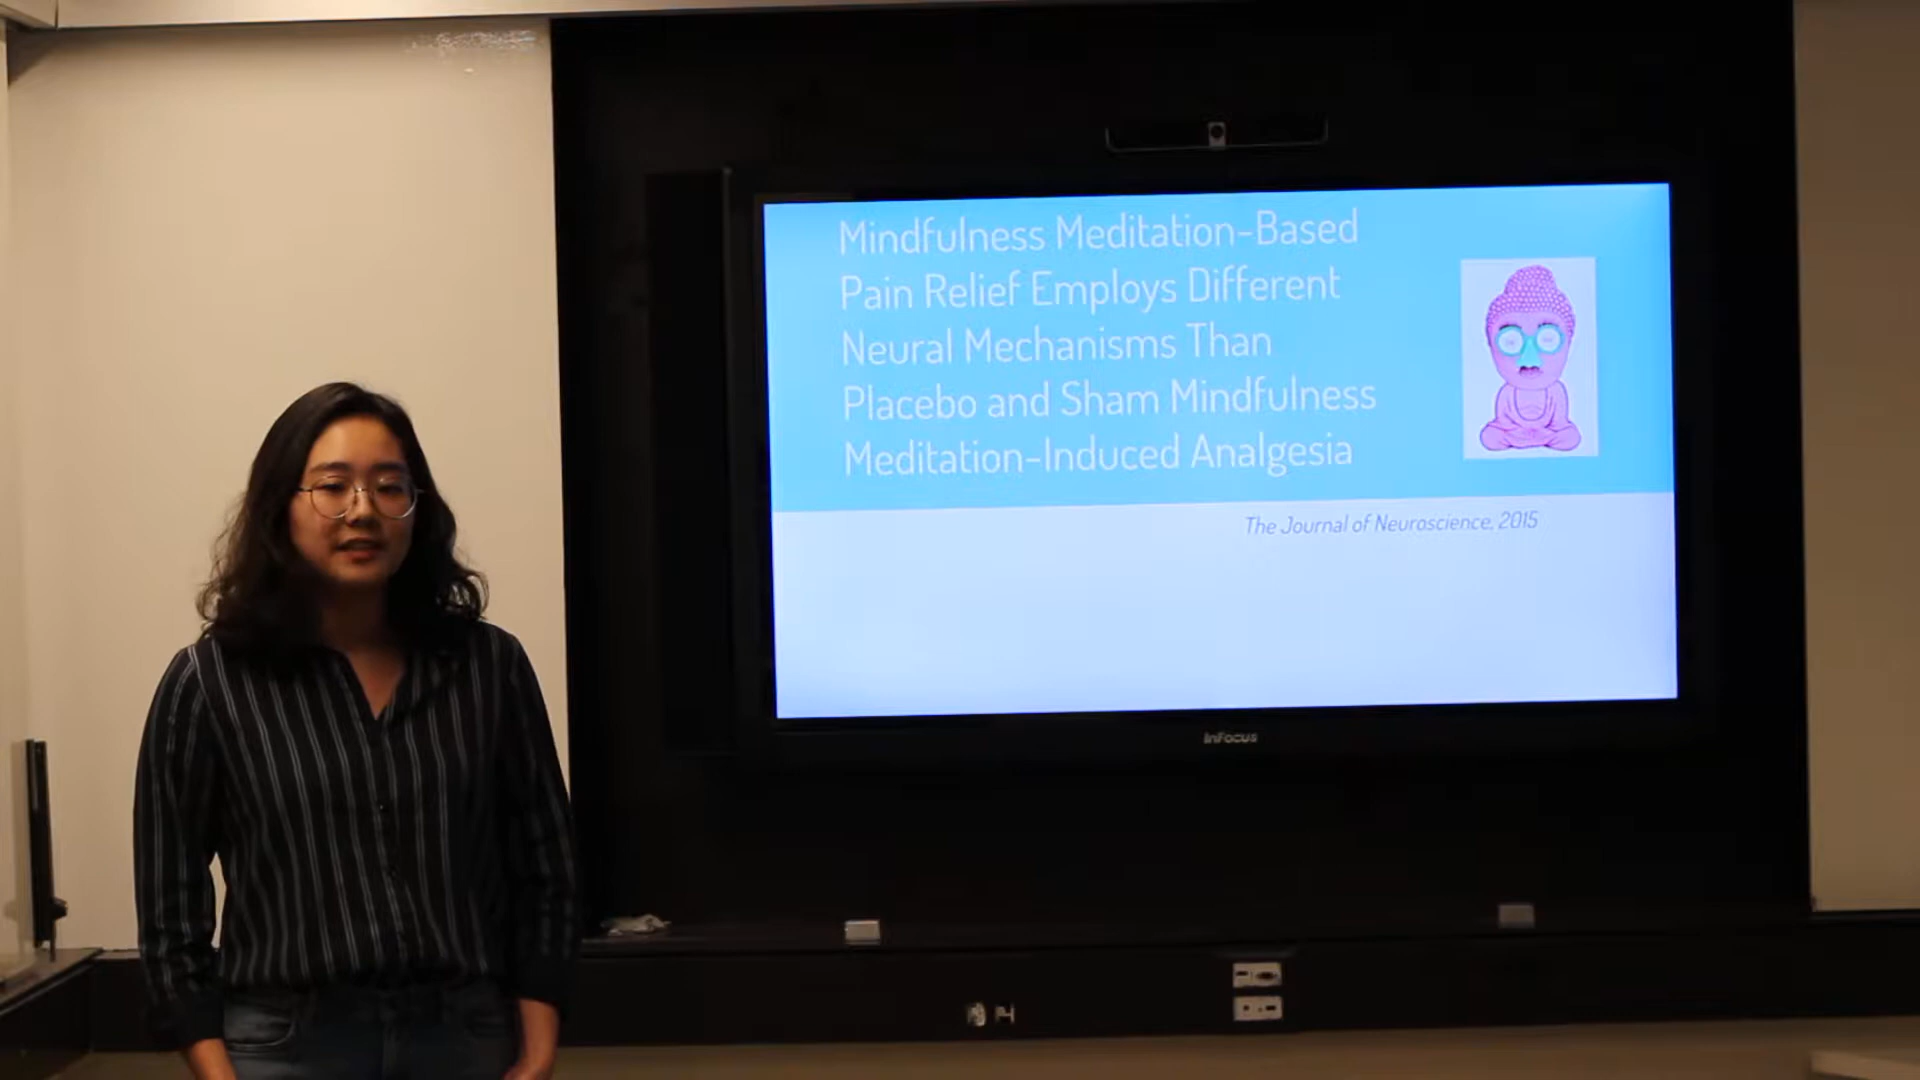 Mindfulness Meditation-Based
Pain Relief Employs Different
Neural Mechanisms Than
Placebo and Sham Mindfulness
Meditation-Induced Analgesia
The Journal of Neuroscience, 2015
InFocus